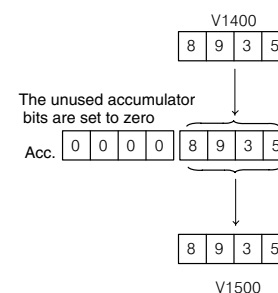 V1400
8 9 3 5
The unused accumulator
bits are set to zero
Acc. 0 0 0 0 8 9 3 5
8 9 3 5
V1500